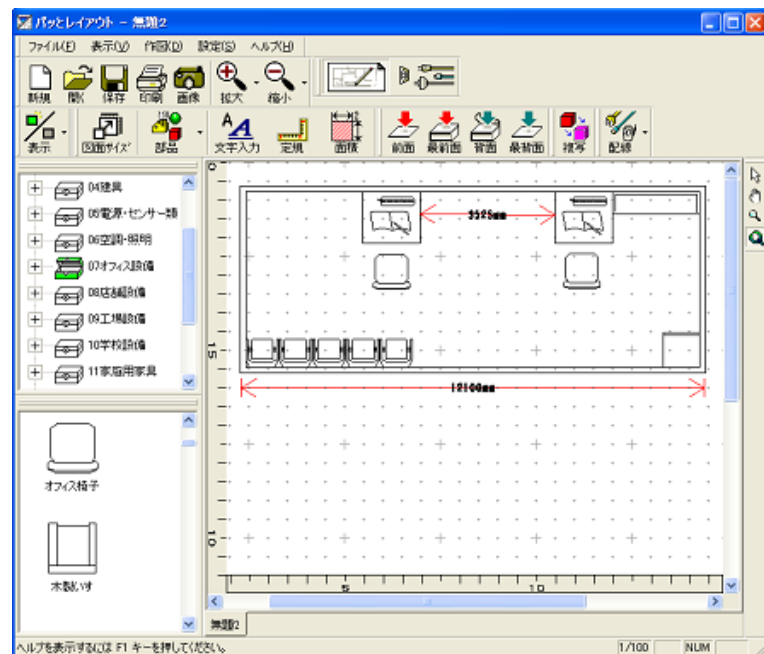 パッとレイアウト - 無題2
ファイル(F) 表示(V) 作図(D) 設定(S) ヘルプ(H)
新規 開く 保存 印刷 画像 拡大 縮小
表示 図面サイズ 部品 文字入力 定規 面積 前面 最前面 背面 最背面 複写 配線
04建具
05電源・センサー類
06空調・照明
07オフィス設備
08店舗設備
09工場設備
10学校設備
11家庭用家具
オフィス椅子
木製いす
0
3525mm
15
12100mm
10
5 10
無題2
ヘルプを表示するには F1 キーを押してください。 1/100 NUM